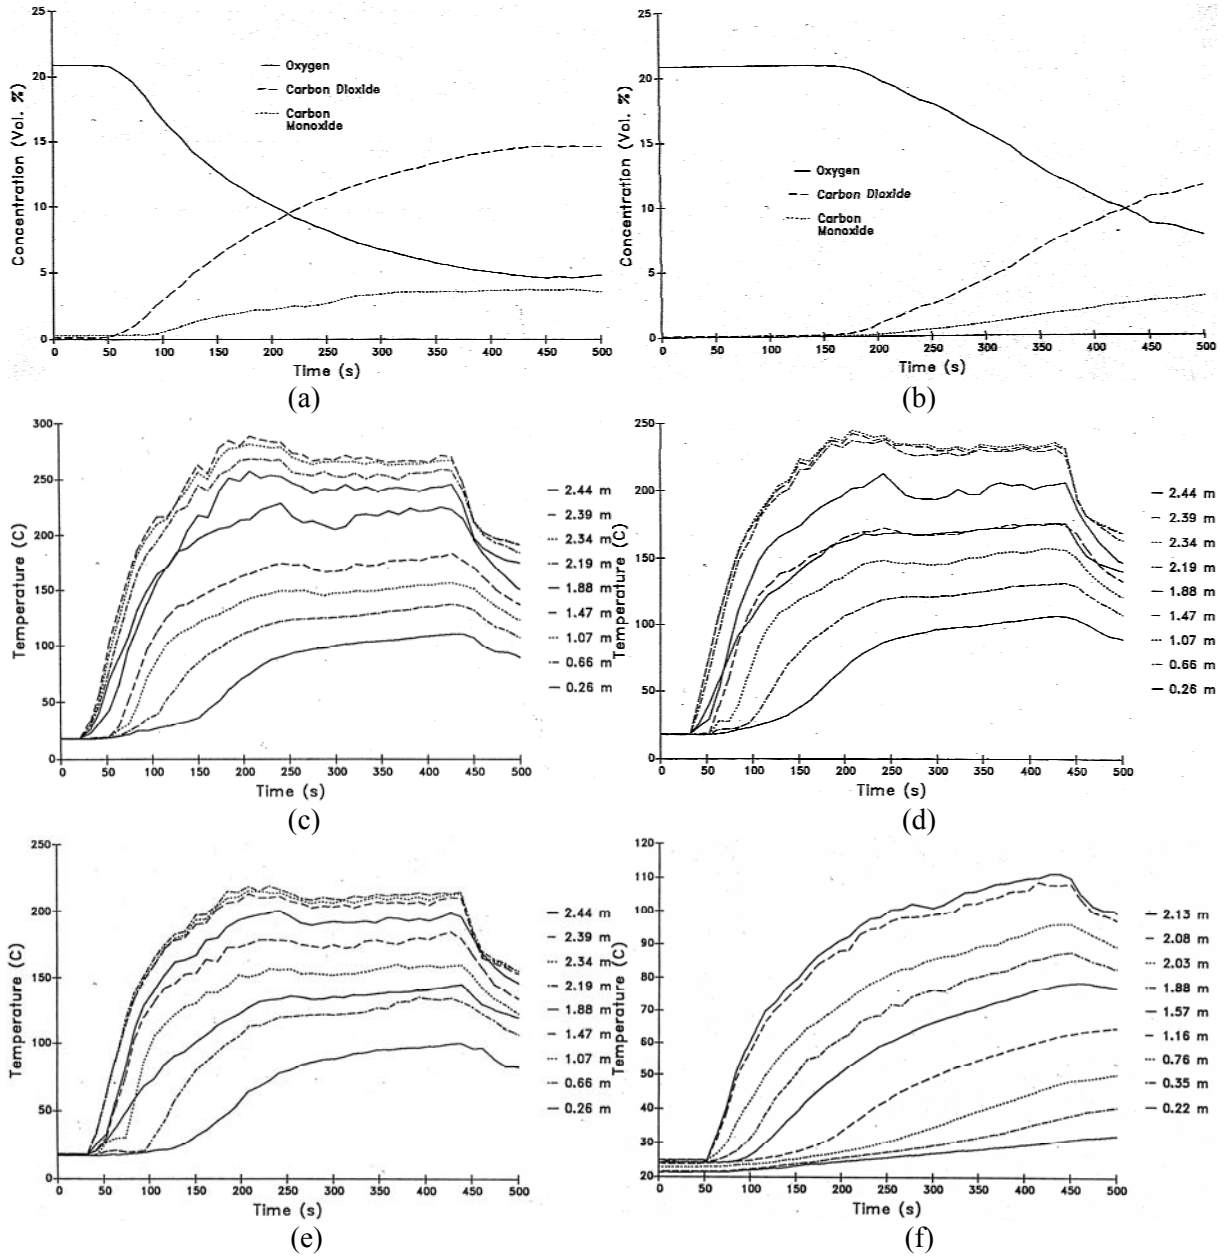 25
20
15
10
5
0
Concentration (Vol. %)
Oxygen
Carbon Dioxide
Carbon
Monoxide
0 50 100 150 200 250 300 350 400 450 500
Time (s)
(a)
25
20
15
10
5
0
Concentration (Vol. %)
Oxygen
Carbon Dioxide
Carbon
Monoxide
0 50 100 150 200 250 300 350 400 450 500
Time (s)
(b)
300
250
200
150
100
50
0
Temperature (C)
2.44 m
2.39 m
2.34 m
2.19 m
1.88 m
1.47 m
1.07 m
0.66 m
0.26 m
0 50 100 150 200 250 300 350 400 450 500
Time (s)
(c)
250
200
150
100
50
0
Temperature (C)
2.44 m
2.39 m
2.34 m
2.19 m
1.88 m
1.47 m
1.07 m
0.66 m
0.26 m
0 50 100 150 200 250 300 350 400 450 500
Time (s)
(d)
250
200
150
100
50
0
Temperature (C)
2.44 m
2.39 m
2.34 m
2.19 m
1.88 m
1.47 m
1.07 m
0.66 m
0.26 m
0 50 100 150 200 250 300 350 400 450 500
Time (s)
(e)
120
110
100
90
80
70
60
50
40
30
20
Temperature (C)
2.13 m
2.08 m
2.03 m
1.88 m
1.57 m
1.16 m
0.76 m
0.35 m
0.22 m
0 50 100 150 200 250 300 350 400 450 500
Time (s)
(f)